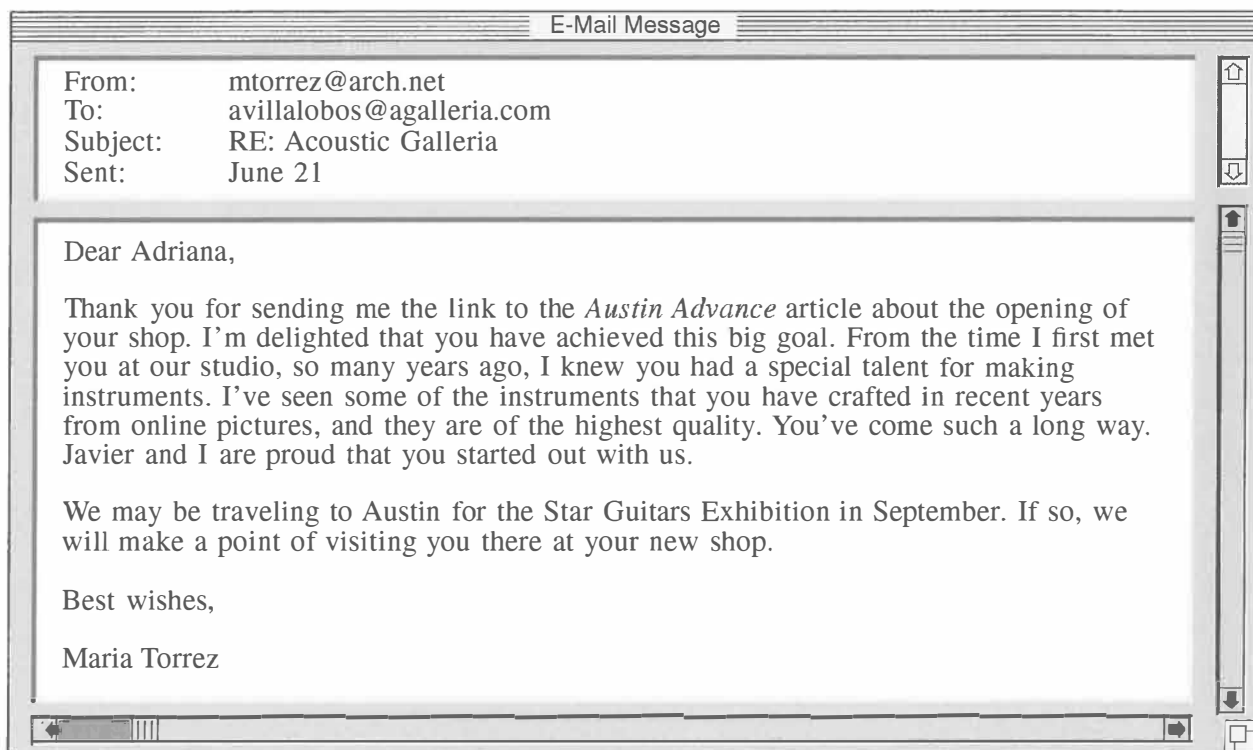 E-Mail Message
From: mtorrez@arch.net
To: avillalobos@agalleria.com
Subject: RE: Acoustic Galleria
Sent: June 21
Dear Adriana,
Thank you for sending me the link to the Austin Advance article about the opening of
your shop. I'm delighted that you have achieved this big goal. From the time I first met
you at our studio, so many years ago, I knew you had a special talent for making
instruments. I've seen some of the instruments that you have crafted in recent years
from online pictures, and they are of the highest quality. You've come such a long way.
Javier and I are proud that you started out with us.
We may be traveling to Austin for the Star Guitars Exhibition in September. If so, we
will make a point of visiting you there at your new shop.
Best wishes,
Maria Torrez